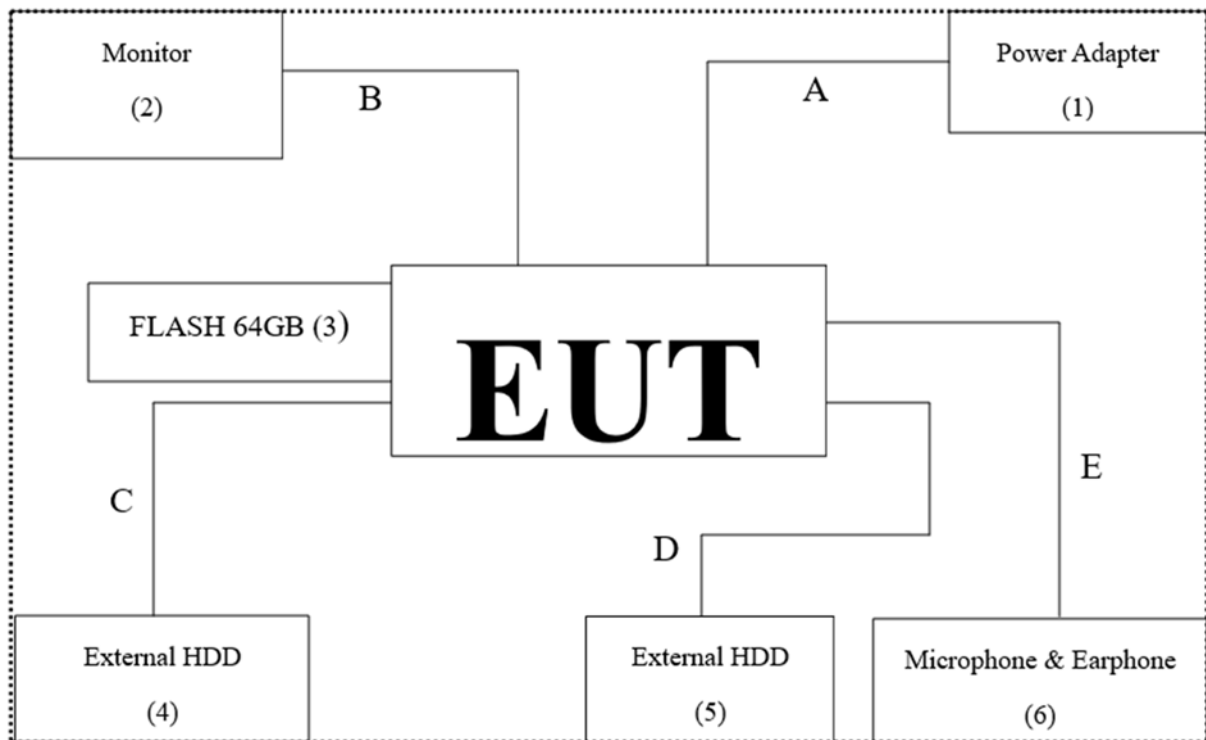 Monitor
(2)
B
A
Power Adapter
(1)
FLASH 64GB (3)
EUT
C
D
E
External HDD
(4)
External HDD
(5)
Microphone & Earphone
(6)